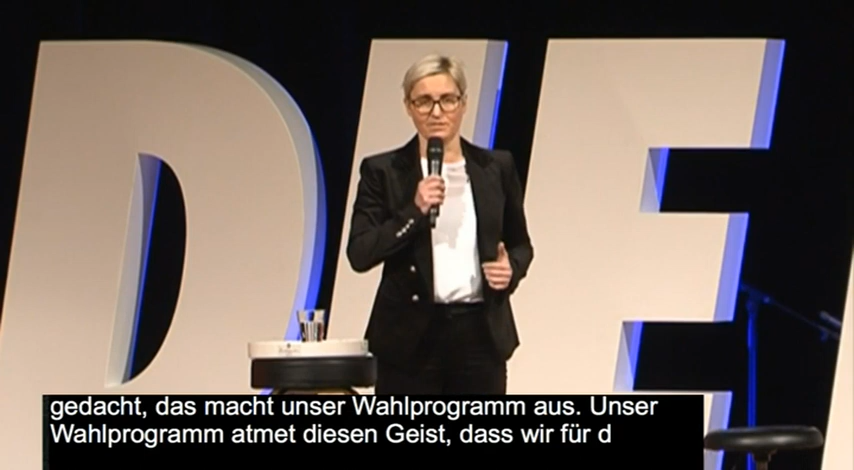 DIE
gedacht, das macht unser Wahlprogramm aus. Unser
Wahlprogramm atmet diesen Geist, dass wir für d